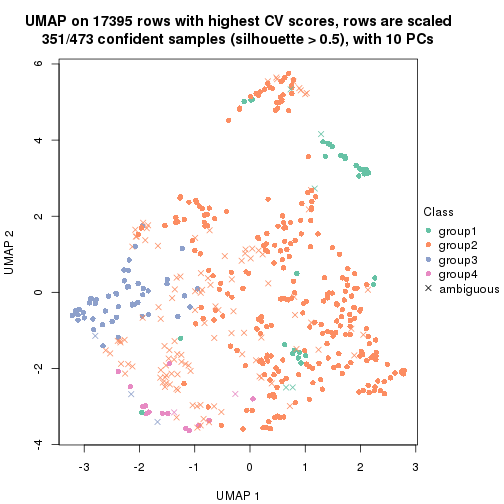 UMAP on 17395 rows with highest CV scores, rows are scaled
351/473 confident samples (silhouette > 0.5), with 10 PCs
6
4
2
0
-2
-4
UMAP 2
-3
-2
-1
0
1
2
3
UMAP 1
Class
group1
group2
group3
group4
ambiguous